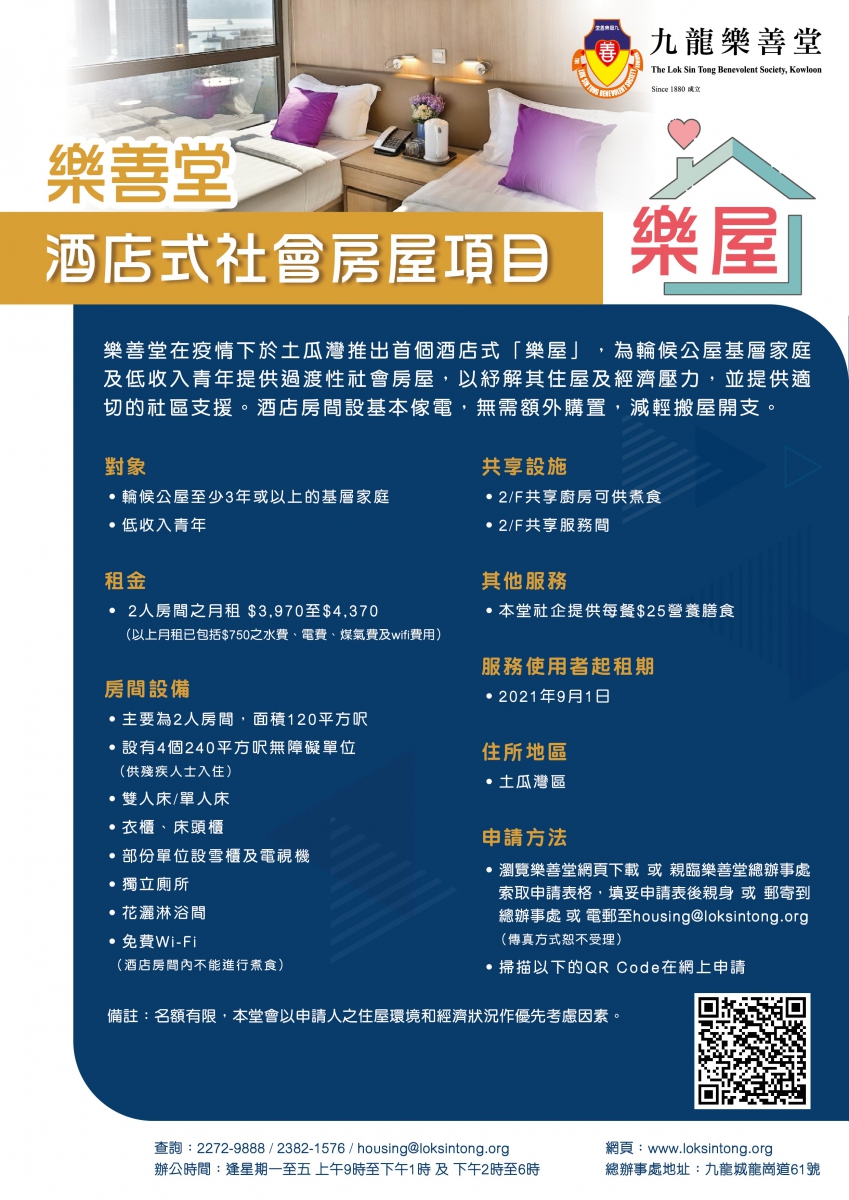 九龍樂善堂
The Lok Sin Tong Benevolent Society, Kowloon
Since 1880 成立
樂善堂
酒店式社會房屋項目
樂屋
樂善堂在疫情下於土瓜灣推出首個酒店式「樂屋」，為輪候公屋基層家庭
及低收入青年提供過渡性社會房屋，以紓解其住屋及經濟壓力，並提供適
切的社區支援。酒店房間設基本傢電，無需額外購置，減輕搬屋開支。
對象
• 輪候公屋至少3年或以上的基層家庭
• 低收入青年
租金
• 2人房間之月租 $3,970至$4,370
（以上月租已包括$750之水費、電費、煤氣費及wifi費用）
房間設備
• 主要為2人房間，面積120平方呎
• 設有4個240平方呎無障礙單位
（供殘疾人士入住）
• 雙人床/單人床
• 衣櫃、床頭櫃
• 部份單位設雪櫃及電視機
• 獨立廁所
• 花灑淋浴間
• 免費Wi-Fi
（酒店房間內不能進行煮食）
共享設施
• 2/F共享廚房可供煮食
• 2/F共享服務間
其他服務
• 本堂社企提供每餐$25營養膳食
服務使用者起租期
• 2021年9月1日
住所地區
• 土瓜灣區
申請方法
• 瀏覽樂善堂網頁下載 或 親臨樂善堂總辦事處
索取申請表格，填妥申請表後親身 或 郵寄到
總辦事處 或 電郵至housing@loksintong.org
（傳真方式恕不受理）
• 掃描以下的QR Code在網上申請
備註：名額有限，本堂會以申請人之住屋環境和經濟狀況作優先考慮因素。
查詢：2272-9888 / 2382-1576 / housing@loksintong.org
辦公時間：逢星期一至五 上午9時至下午1時 及 下午2時至6時
網頁：www.loksintong.org
總辦事處地址：九龍城龍崗道61號